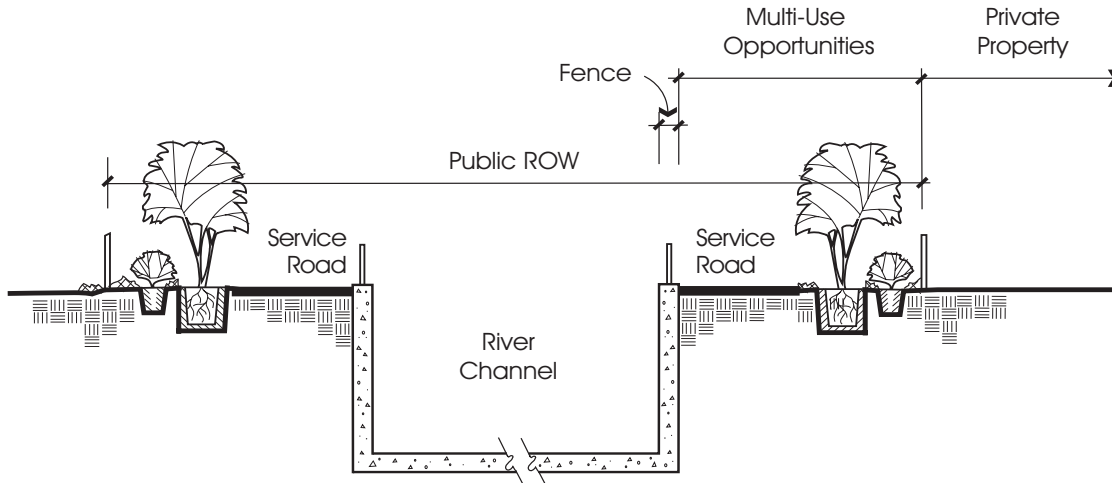 Multi-Use
Opportunities
Private
Property
Fence
Public ROW
Service
Road
Service
Road
River
Channel